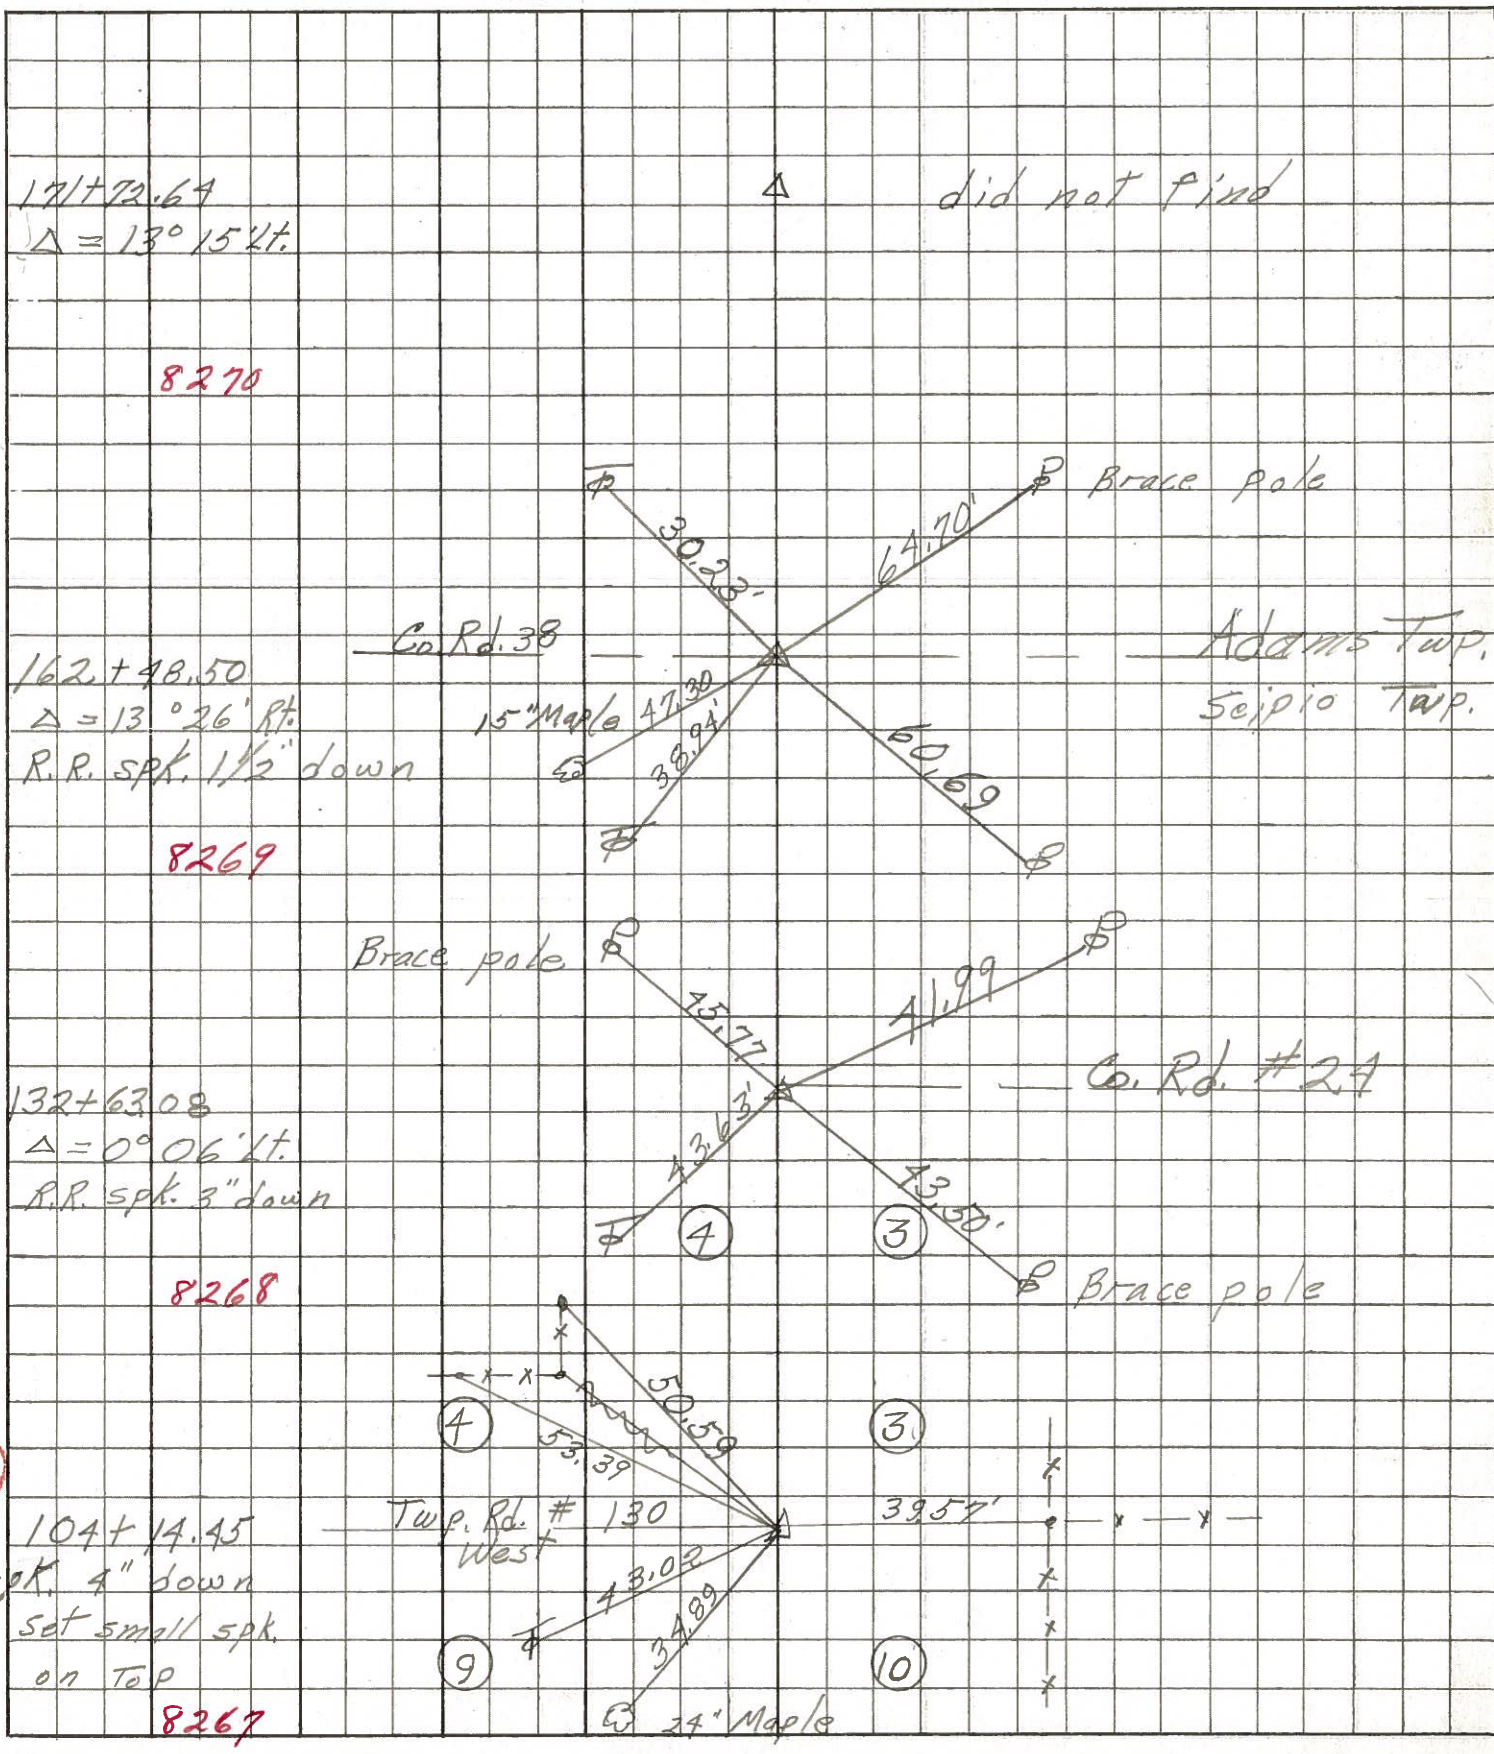 171+72.64
Δ
did not find
Δ = 13° 15' Lt.
8270
Brace pole
30.23'
64.70'
Co. Rd. 38
Adams Twp.
162 + 48.50
Δ = 13° 26' Rt.
15" Maple
47.30
Scipio Twp.
R.R. spk. 1 1/2" down
38.94'
60.69
8269
Brace pole
45.77
41.99
Co. Rd. #24
132+63.08
Δ = 0° 06' Lt.
43.63'
R.R. spk. 3" down
43.50'
4
3
8268
Brace pole
50.59
4
53.39
3
Twp. Rd. # 130
West
39.57'
104+14.45
4" down
43.02
set small spk.
34.89
on Top
9
10
8267
24" Maple